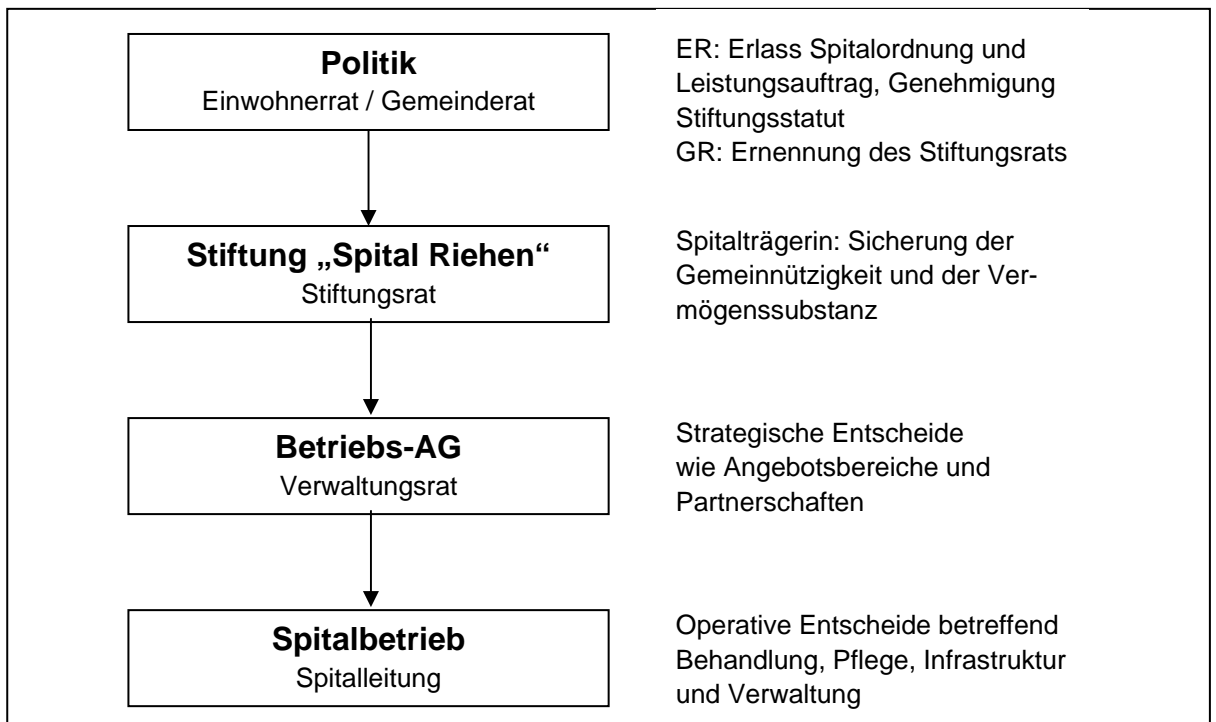 Politik
Einwohnerrat / Gemeinderat
ER: Erlass Spitalordnung und
Leistungsauftrag, Genehmigung
Stiftungsstatut
GR: Ernennung des Stiftungsrats
Stiftung „Spital Riehen“
Stiftungsrat
Spitalträgerin: Sicherung der
Gemeinnützigkeit und der Ver-
mögenssubstanz
Betriebs-AG
Verwaltungsrat
Strategische Entscheide
wie Angebotsbereiche und
Partnerschaften
Spitalbetrieb
Spitalleitung
Operative Entscheide betreffend
Behandlung, Pflege, Infrastruktur
und Verwaltung